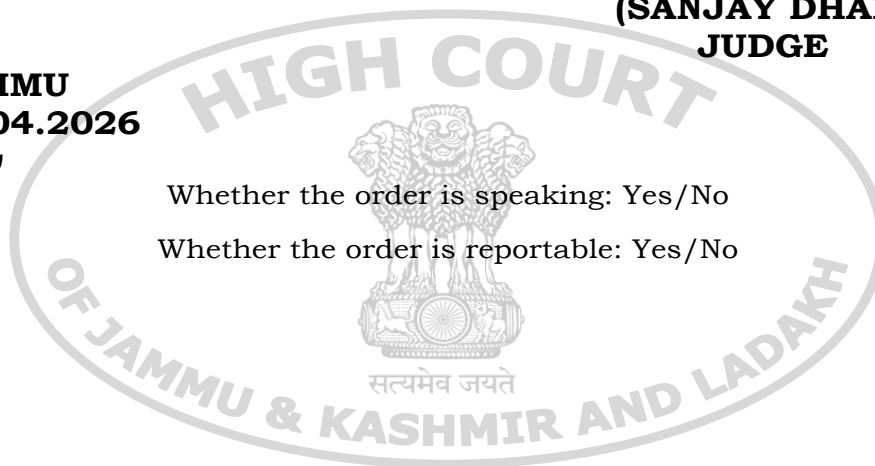 (SANJAY DHA
JUDGE
MMU
04.2026
Whether the order is speaking: Yes/No
Whether the order is reportable: Yes/No
HIGH COURT
OF JAMMU & KASHMIR AND LADAKH
सत्यमेव जयते